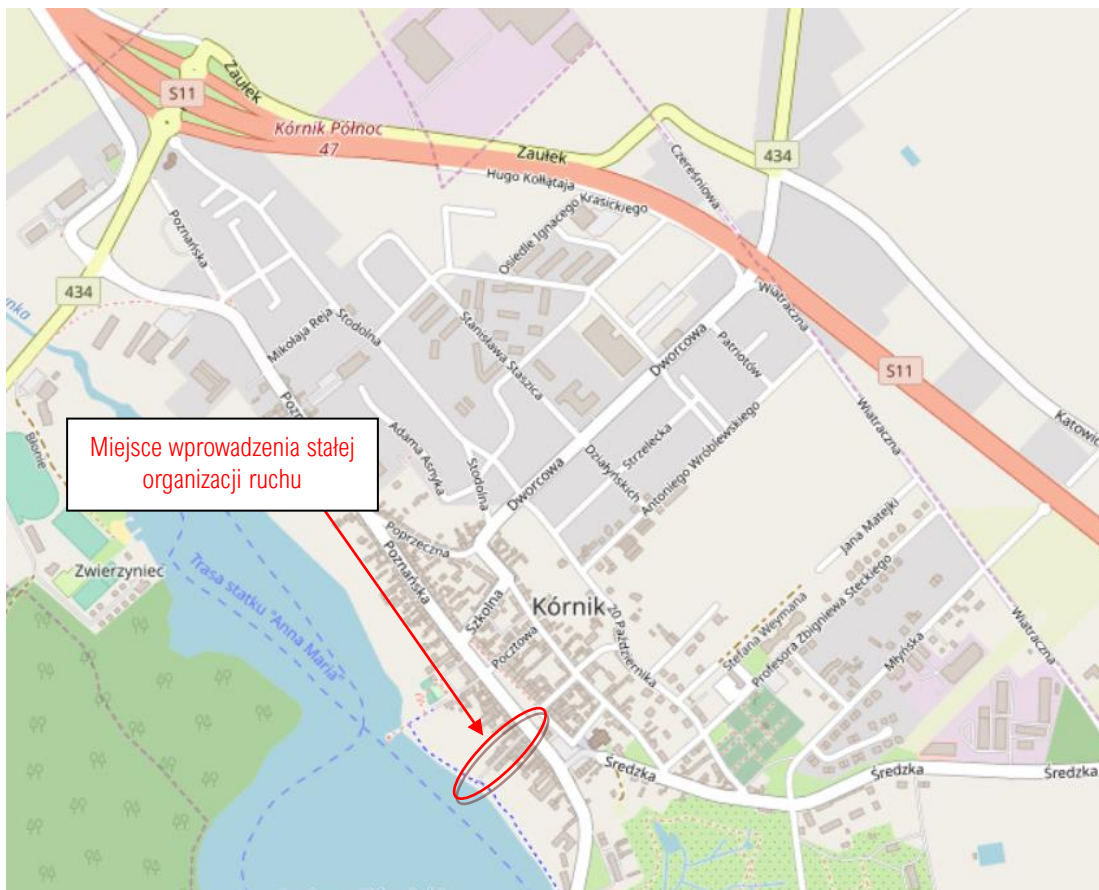 Zaułek
S11
Kórnik Północ
47
Zaułek
Hugo Kołłątaja
Czereśniowa
434
Krasickiego
Osiedle Ignacego
Poznańska
434
Mikołaja Reja
Stodolna
Stanisława Staszica
Wiatraczna
Dworcowa
Patriotów
S11
Wiatraczna
Adama Asnyka
Stodolna
Strzelecka
Działyńskich
Antoniego Wróblewskiego
Miejsce wprowadzenia stałej
organizacji ruchu
Błonie
Dworcowa
Jana Matejki
Poprzeczna
Poznańska
Zwierzyniec
Trasa statku "Anna Maria"
Szkolna
Kórnik
Pocztowa
20 Października
Stefana Weymana
Profesora Zbigniewa Steckiego
Młyńska
Wiatraczna
Średzka
Średzka
Średzka